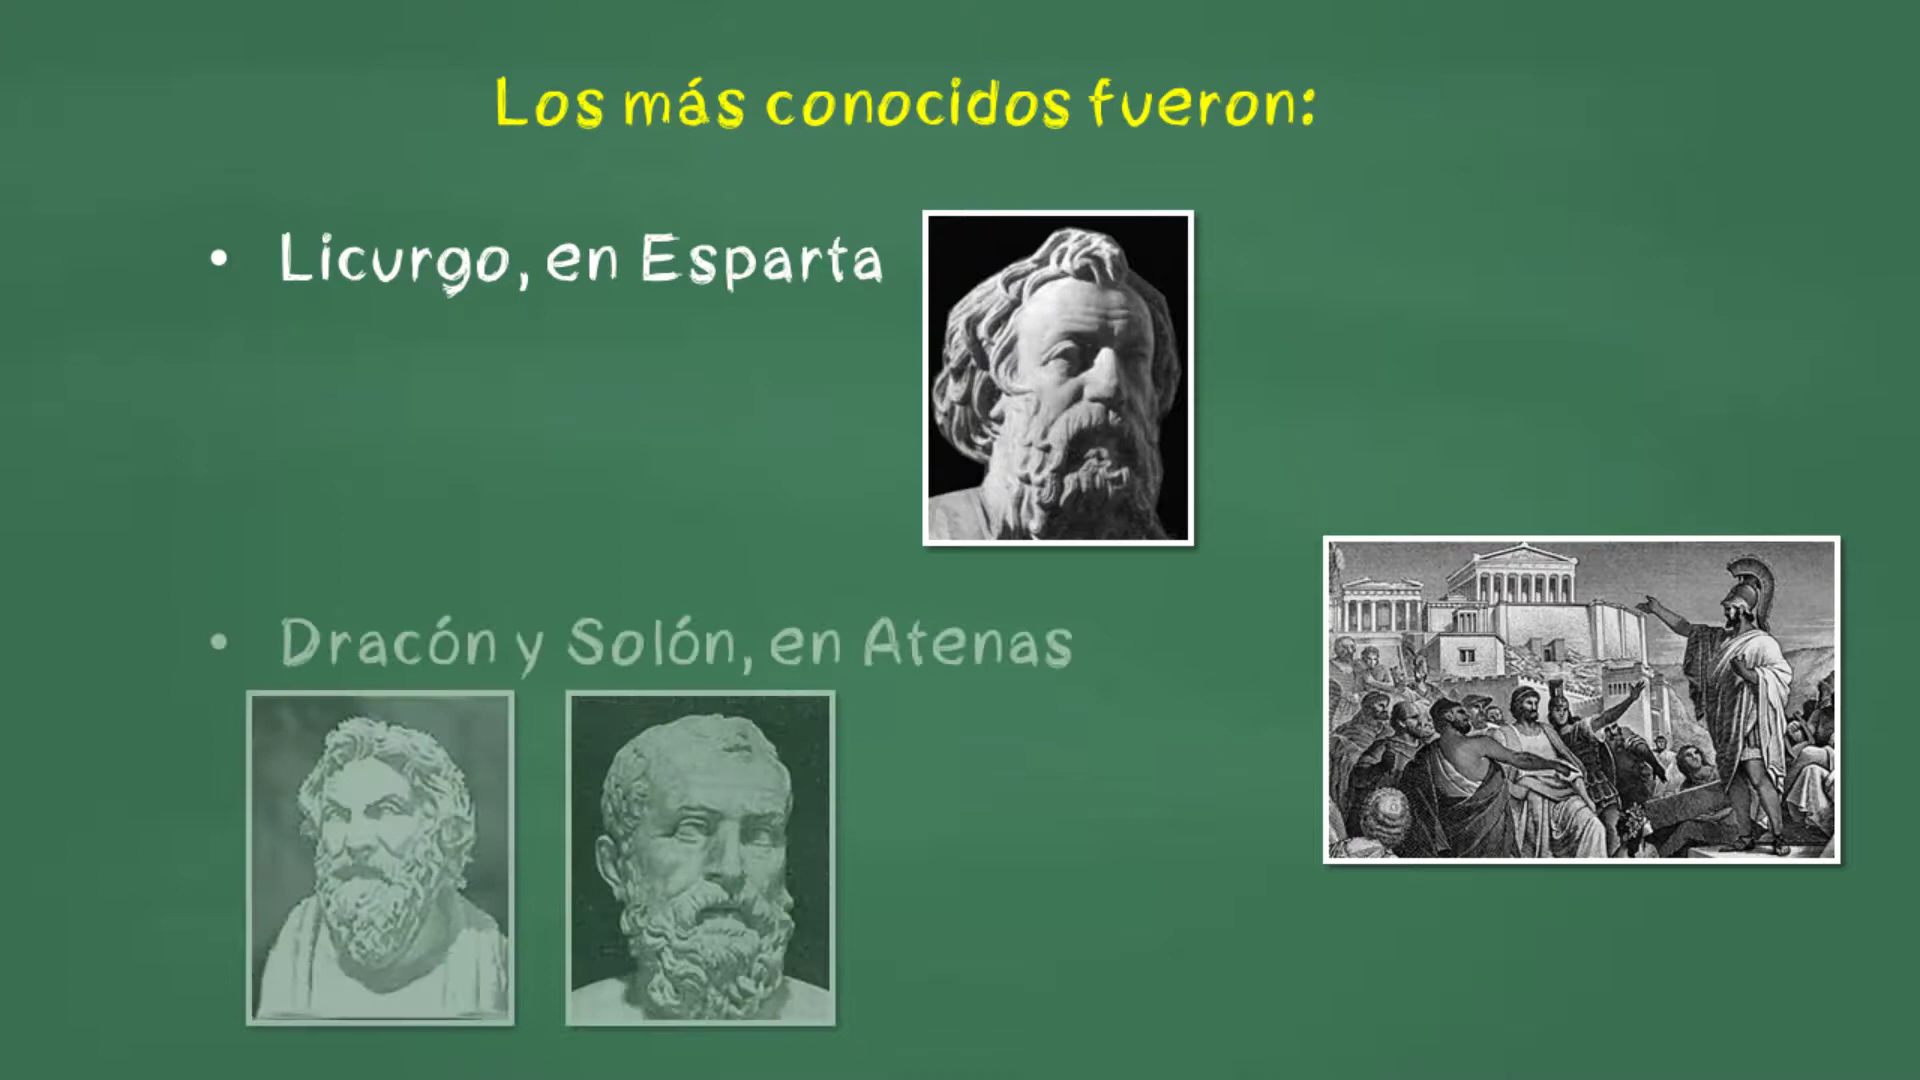 Los más conocidos fueron:
• Licurgo, en Esparta
• Dracón y Solón, en Atenas